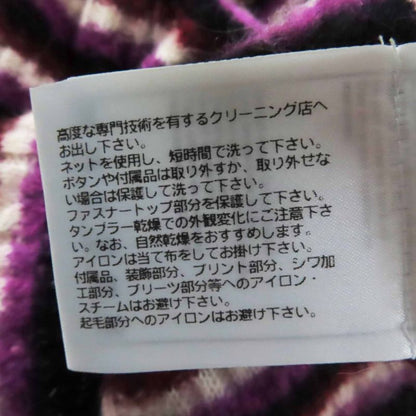 高度な専門技術を有するクリーニング店へ
お出し下さい。
ネットを使用し、短時間で洗って下さい。
ボタンや付属品は取り外すか、取り外せな
い場合は保護して洗って下さい。
ファスナートップ部分を保護して下さい。
タンブラー乾燥での外観変化にご注意下さ
い。なお、自然乾燥をおすすめします。
アイロンは当て布をしてお掛け下さい。
付属品、装飾部分、プリント部分、シワ加
工部分、プリーツ部分等へのアイロン・
スチームはお避け下さい。
起毛部分へのアイロンはお避け下さい。